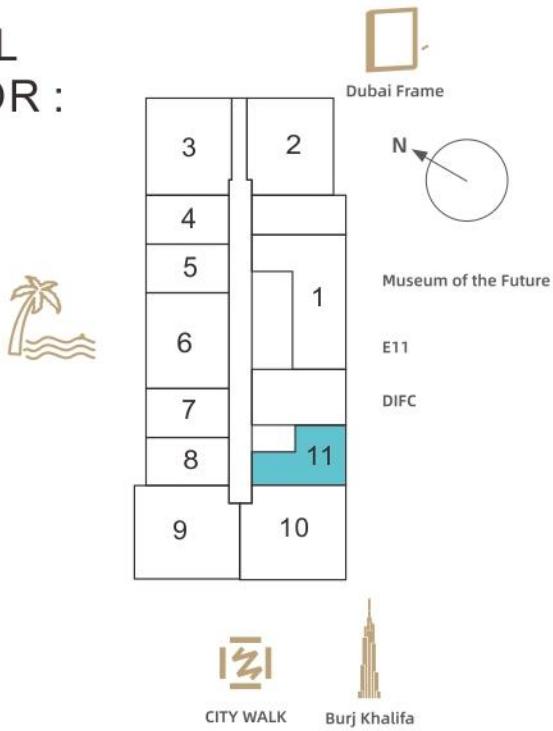 L
OR :
Dubai Frame
N
3
2
4
5
1
Museum of the Future
6
E11
DIFC
7
8
11
9
10
CITY WALK
Burj Khalifa